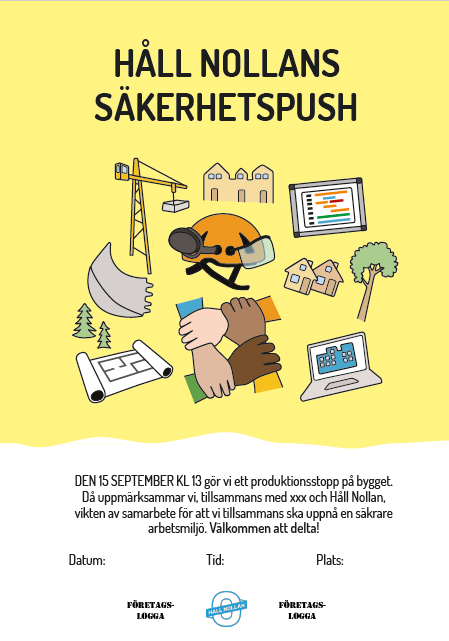 HÅLL NOLLANS
SÄKERHETSPUSH
DEN 15 SEPTEMBER KL 13 gör vi ett produktionsstopp på bygget.
Då uppmärksammar vi, tillsammans med xxx och Håll Nollan,
vikten av samarbete för att vi tillsammans ska uppnå en säkrare
arbetsmiljö. Välkommen att delta!
Datum: Tid: Plats:
FÖRETAGS-
LOGGA
HÅLL NOLLAN
FÖRETAGS-
LOGGA